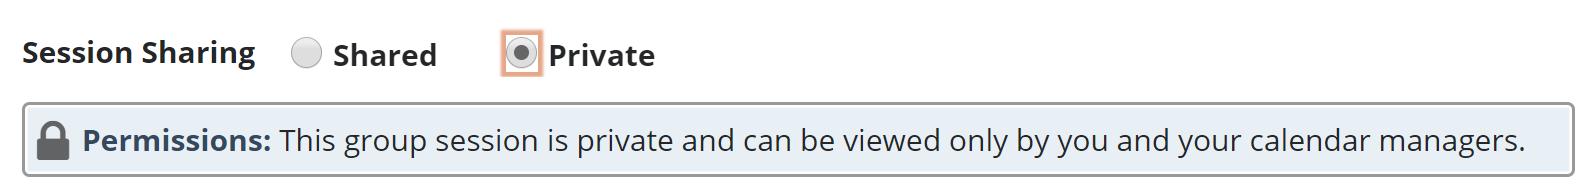 Session Sharing Shared Private
Permissions: This group session is private and can be viewed only by you and your calendar managers.